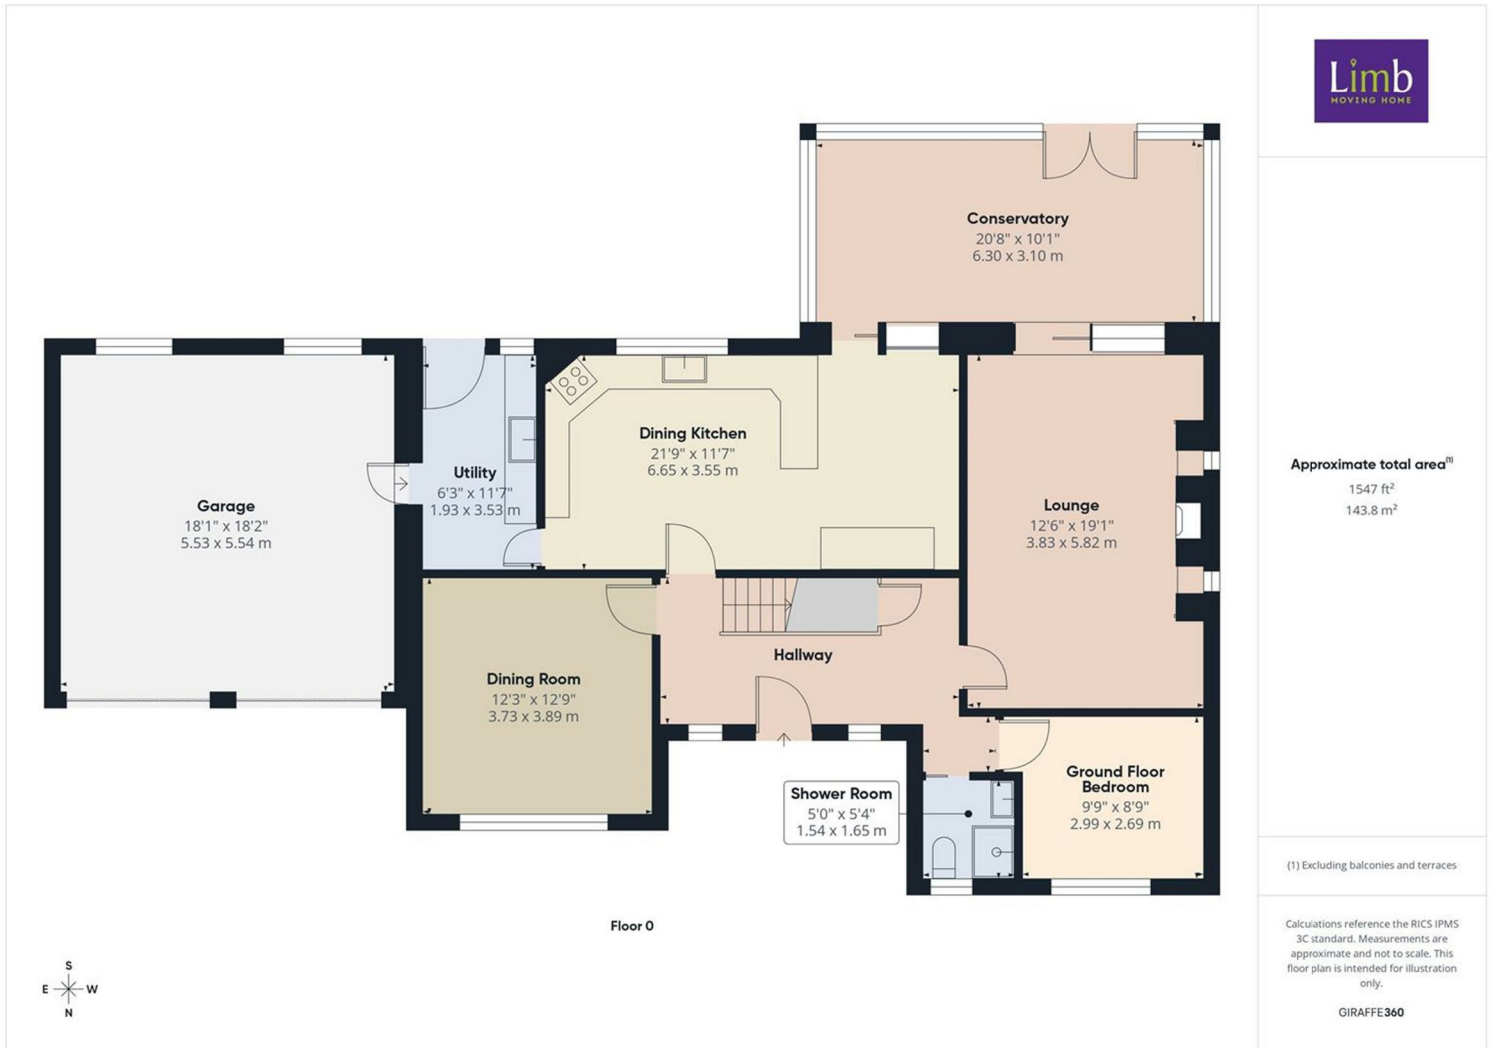 Limb
MOVING HOME
Conservatory
20'8" x 10'1"
6.30 x 3.10 m
Dining Kitchen
21'9" x 11'7"
6.65 x 3.55 m
Utility
6'3" x 11'7"
1.93 x 3.53 m
Garage
18'1" x 18'2"
5.53 x 5.54 m
Lounge
12'6" x 19'1"
3.83 x 5.82 m
Approximate total area(1)
1547 ft²
143.8 m²
Hallway
Dining Room
12'3" x 12'9"
3.73 x 3.89 m
Shower Room
5'0" x 5'4"
1.54 x 1.65 m
Ground Floor
Bedroom
9'9" x 8'9"
2.99 x 2.69 m
(1) Excluding balconies and terraces
Floor 0
Calculations reference the RICS IPMS
3C standard. Measurements are
approximate and not to scale. This
floor plan is intended for illustration
only.
GIRAFFE360
S
E W
N